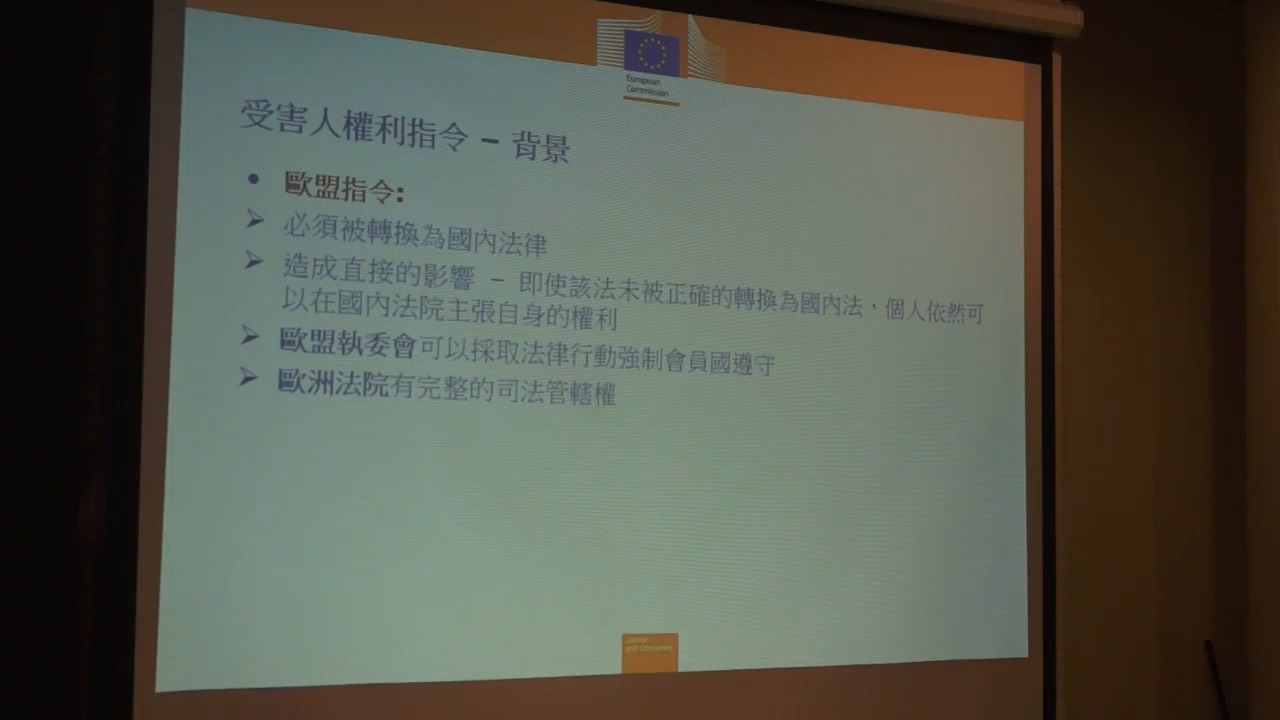 European
Commission
受害人權利指令 – 背景
• 歐盟指令:
➢ 必須被轉換為國內法律
➢ 造成直接的影響 – 即使該法未被正確的轉換為國內法，個人依然可
以在國內法院主張自身的權利
➢ 歐盟執委會可以採取法律行動強制會員國遵守
➢ 歐洲法院有完整的司法管轄權
Justice
and Consumers